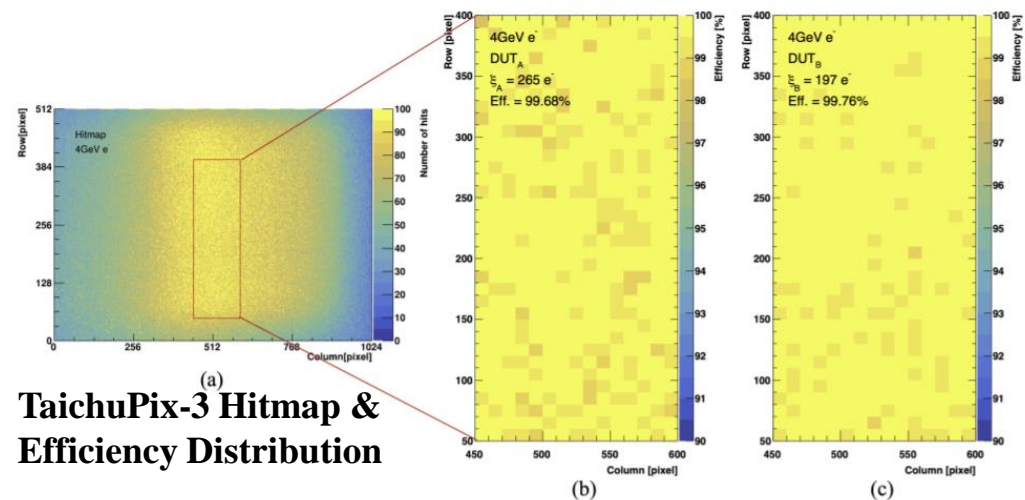 512
384
256
128
0
Row[pixel]
Hitmap
4GeV e⁻
0 256 512 768 1024
Column[pixel]
100
90
80
70
60
50
40
30
20
10
0
Number of hits
(a)
TaichuPix-3 Hitmap &
Efficiency Distribution
400
350
300
250
200
150
100
50
Row [pixel]
4GeV e⁻
DUT_A
ξ_A = 265 e⁻
Eff. = 99.68%
450 500 550 600
Column [pixel]
100
99
98
97
96
95
94
93
92
91
90
Efficiency [%]
(b)
400
350
300
250
200
150
100
50
Row [pixel]
4GeV e⁻
DUT_B
ξ_B = 197 e⁻
Eff. = 99.76%
450 500 550 600
Column [pixel]
100
99
98
97
96
95
94
93
92
91
90
Efficiency [%]
(c)